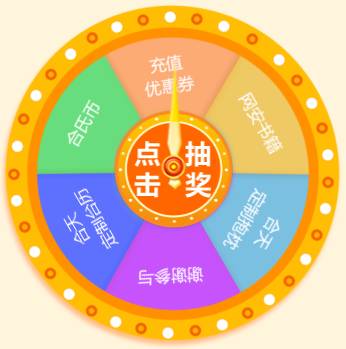 充值
优惠券
网安书籍
合天
定制抱枕
谢谢参与
合天
定制台历
合氏币
点 抽
击 奖